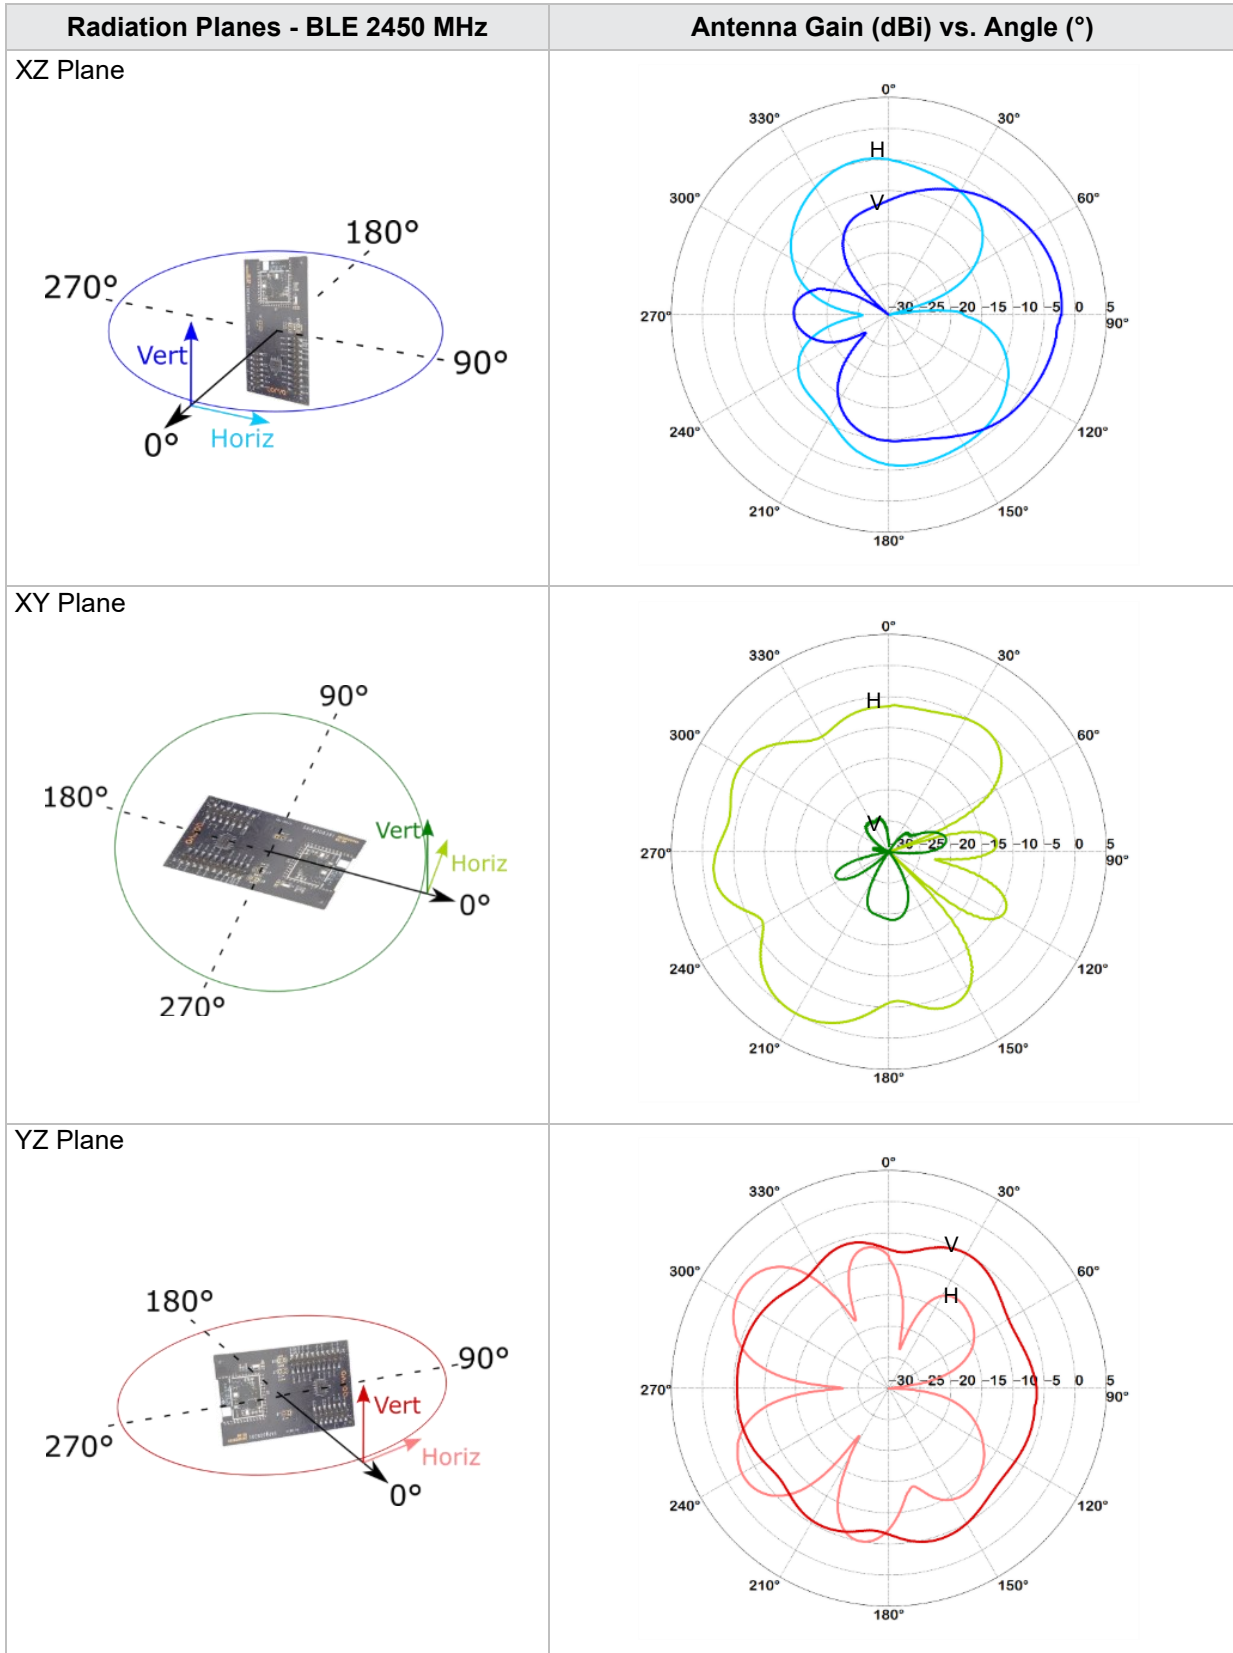 Radiation Planes - BLE 2450 MHz
Antenna Gain (dBi) vs. Angle (°)
XZ Plane
180°
270°
Vert
90°
0°
Horiz
0°
330°
30°
H
300°
60°
V
270°
-30 -25 -20 -15 -10 -5 0 5
90°
240°
120°
210°
150°
180°
XY Plane
90°
180°
Vert
Horiz
0°
270°
0°
330°
30°
H
300°
60°
V
270°
-30 -25 -20 -15 -10 -5 0 5
90°
240°
120°
210°
150°
180°
YZ Plane
180°
90°
Vert
270°
Horiz
0°
0°
330°
30°
V
300°
60°
H
270°
-30 -25 -20 -15 -10 -5 0 5
90°
240°
120°
210°
150°
180°